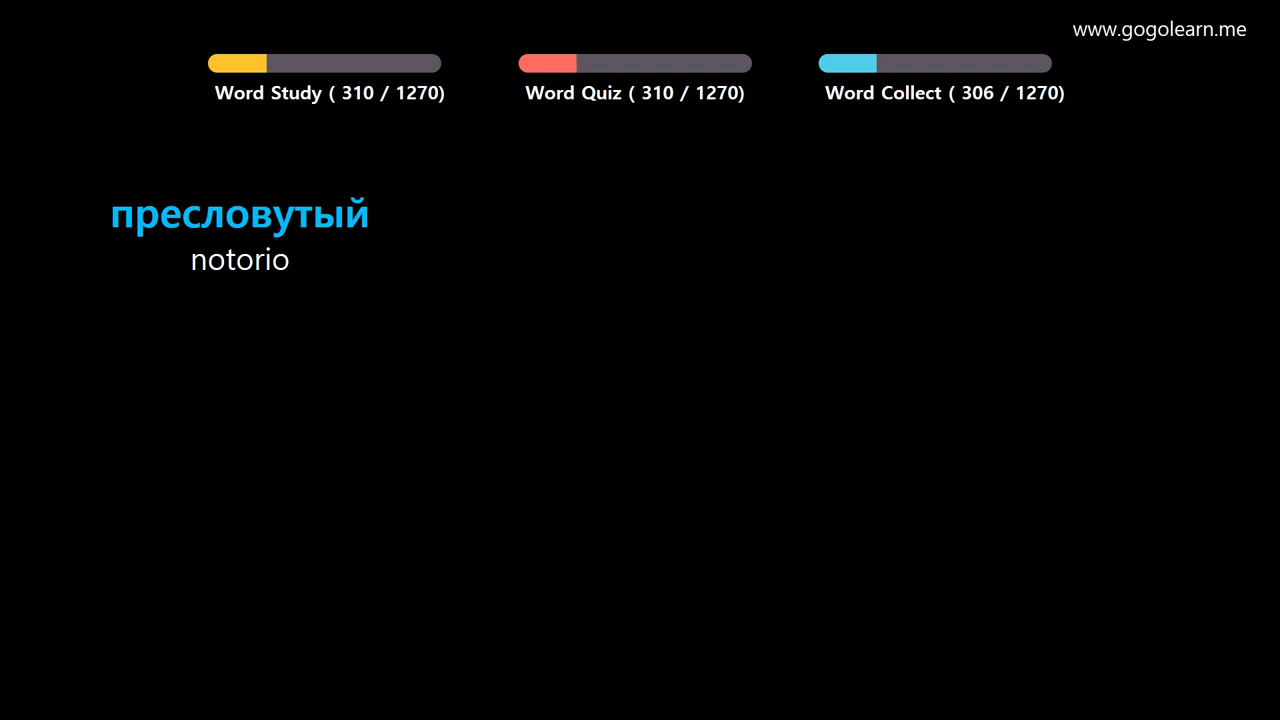 www.gogolearn.me
Word Study ( 310 / 1270)
Word Quiz ( 310 / 1270)
Word Collect ( 306 / 1270)
пресловутый
notorio